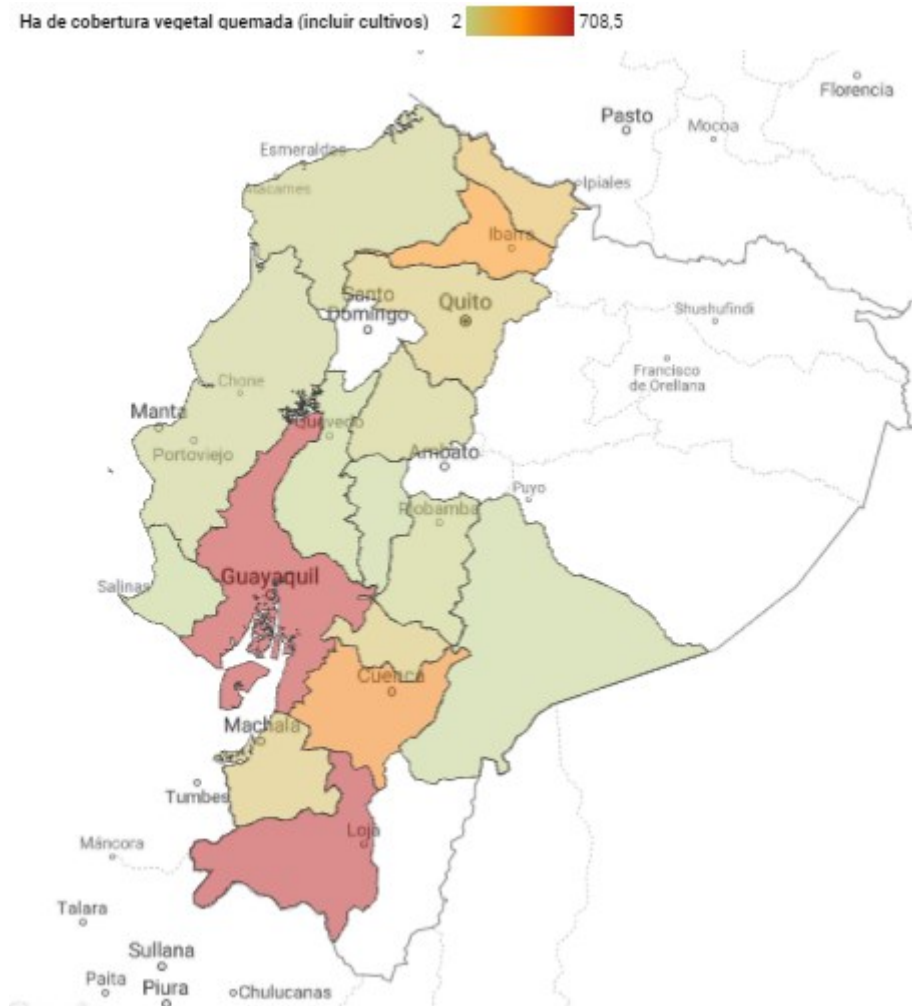 Ha de cobertura vegetal quemada (incluir cultivos) 2 708,5
Florencia
Pasto
Mocoa
Esmeraldas
Atacames
Ipiales
Ibarra
Santo
Domingo
Quito
Shushufindi
Francisco
de Orellana
Chone
Manta
Quevedo
Portoviejo
Ambato
Puyo
Riobamba
Guayaquil
Salinas
Cuenca
Machala
Tumbes
Loja
Máncora
Talara
Sullana
Paita
Piura
Chulucanas